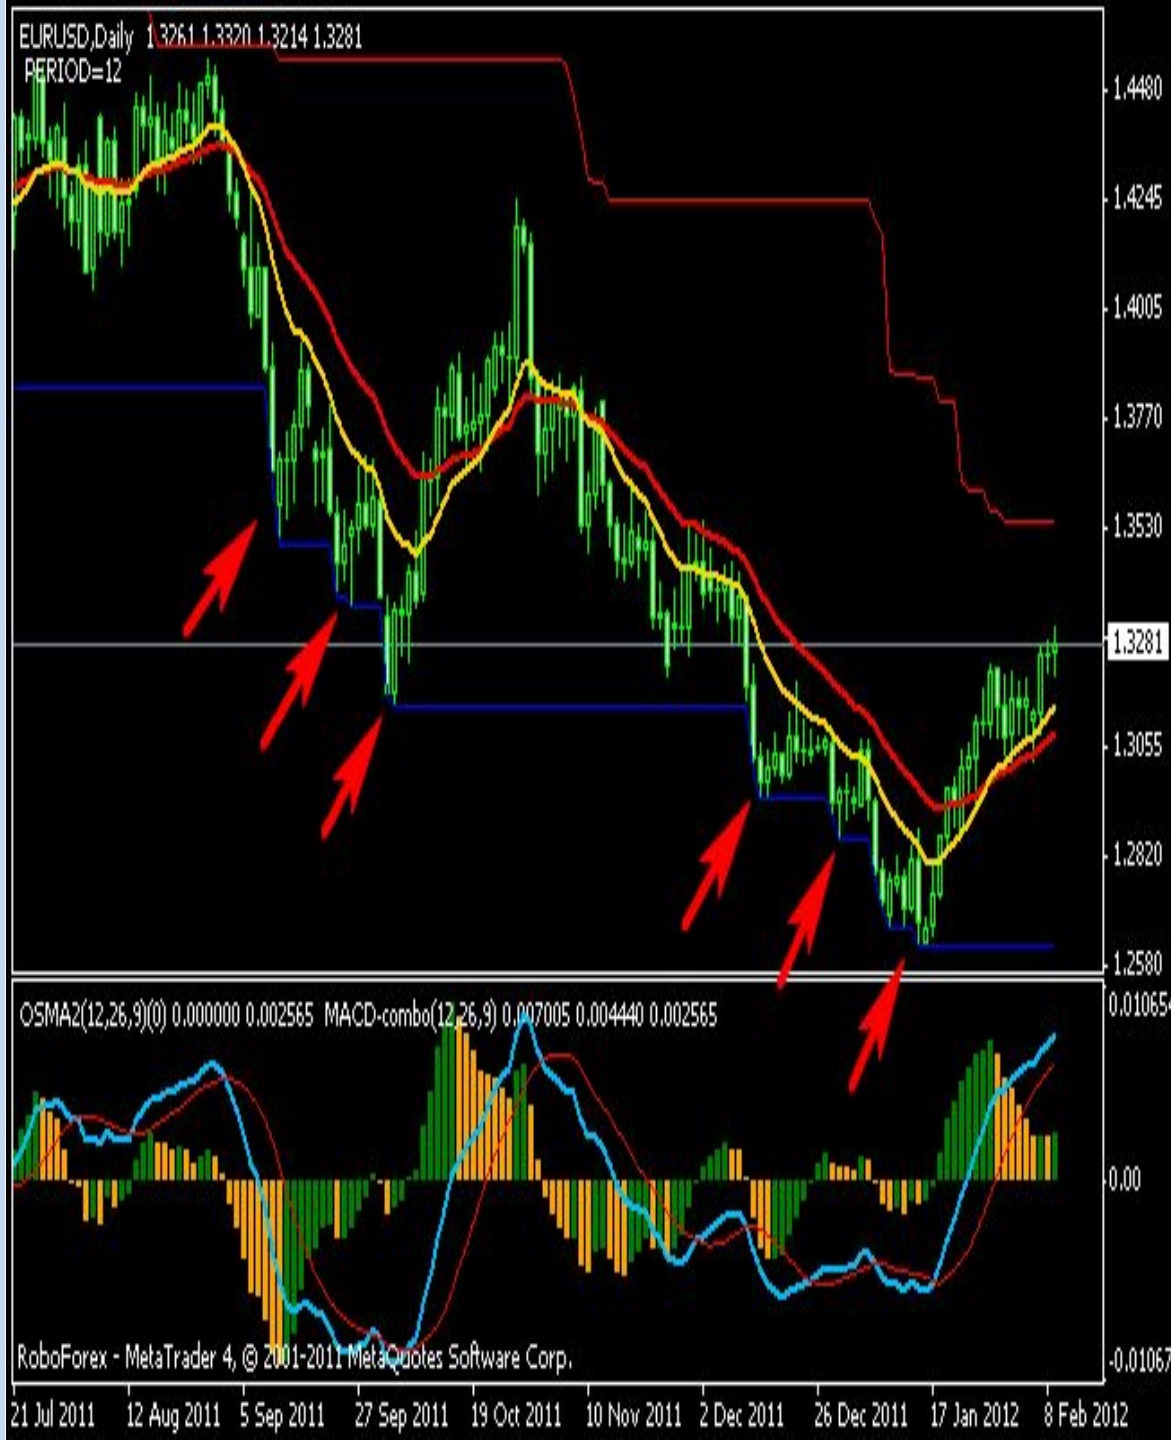 EURUSD,Daily 1.3261 1.3320 1.3214 1.3281
PERIOD=12
1.4480
1.4245
1.4005
1.3770
1.3530
1.3281
1.3055
1.2820
1.2580
OSMA2(12,26,9)(0) 0.000000 0.002565 MACD-combo(12,26,9) 0.007005 0.004440 0.002565
0.010654
0.00
-0.01067
RoboForex - MetaTrader 4, © 2001-2011 MetaQuotes Software Corp.
21 Jul 2011 12 Aug 2011 5 Sep 2011 27 Sep 2011 19 Oct 2011 10 Nov 2011 2 Dec 2011 26 Dec 2011 17 Jan 2012 8 Feb 2012